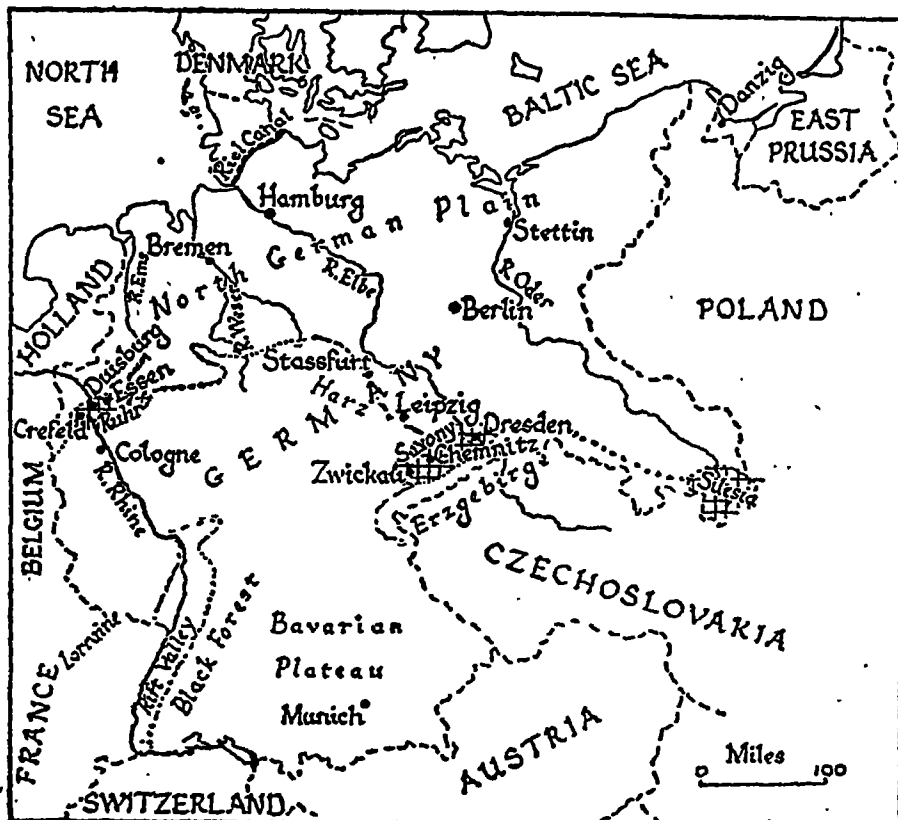 NORTH
SEA
DENMARK
BALTIC SEA
Danzig
EAST
PRUSSIA
Kiel Canal
Hamburg
North German Plain
Stettin
Bremen
R. Ems
R. Weser
R. Elbe
R. Oder
Berlin
HOLLAND
POLAND
Duisburg
Essen
Ruhr
Crefeld
Stassfurt
Harz
GERMANY
Leipzig
Saxony
Dresden
Chemnitz
Zwickau
Cologne
Silesia
Erzgebirg
R. Rhine
BELGIUM
CZECHOSLOVAKIA
Lorraine
Rift Valley
Black Forest
Bavarian
Plateau
Munich
FRANCE
AUSTRIA
SWITZERLAND
Miles
0 100